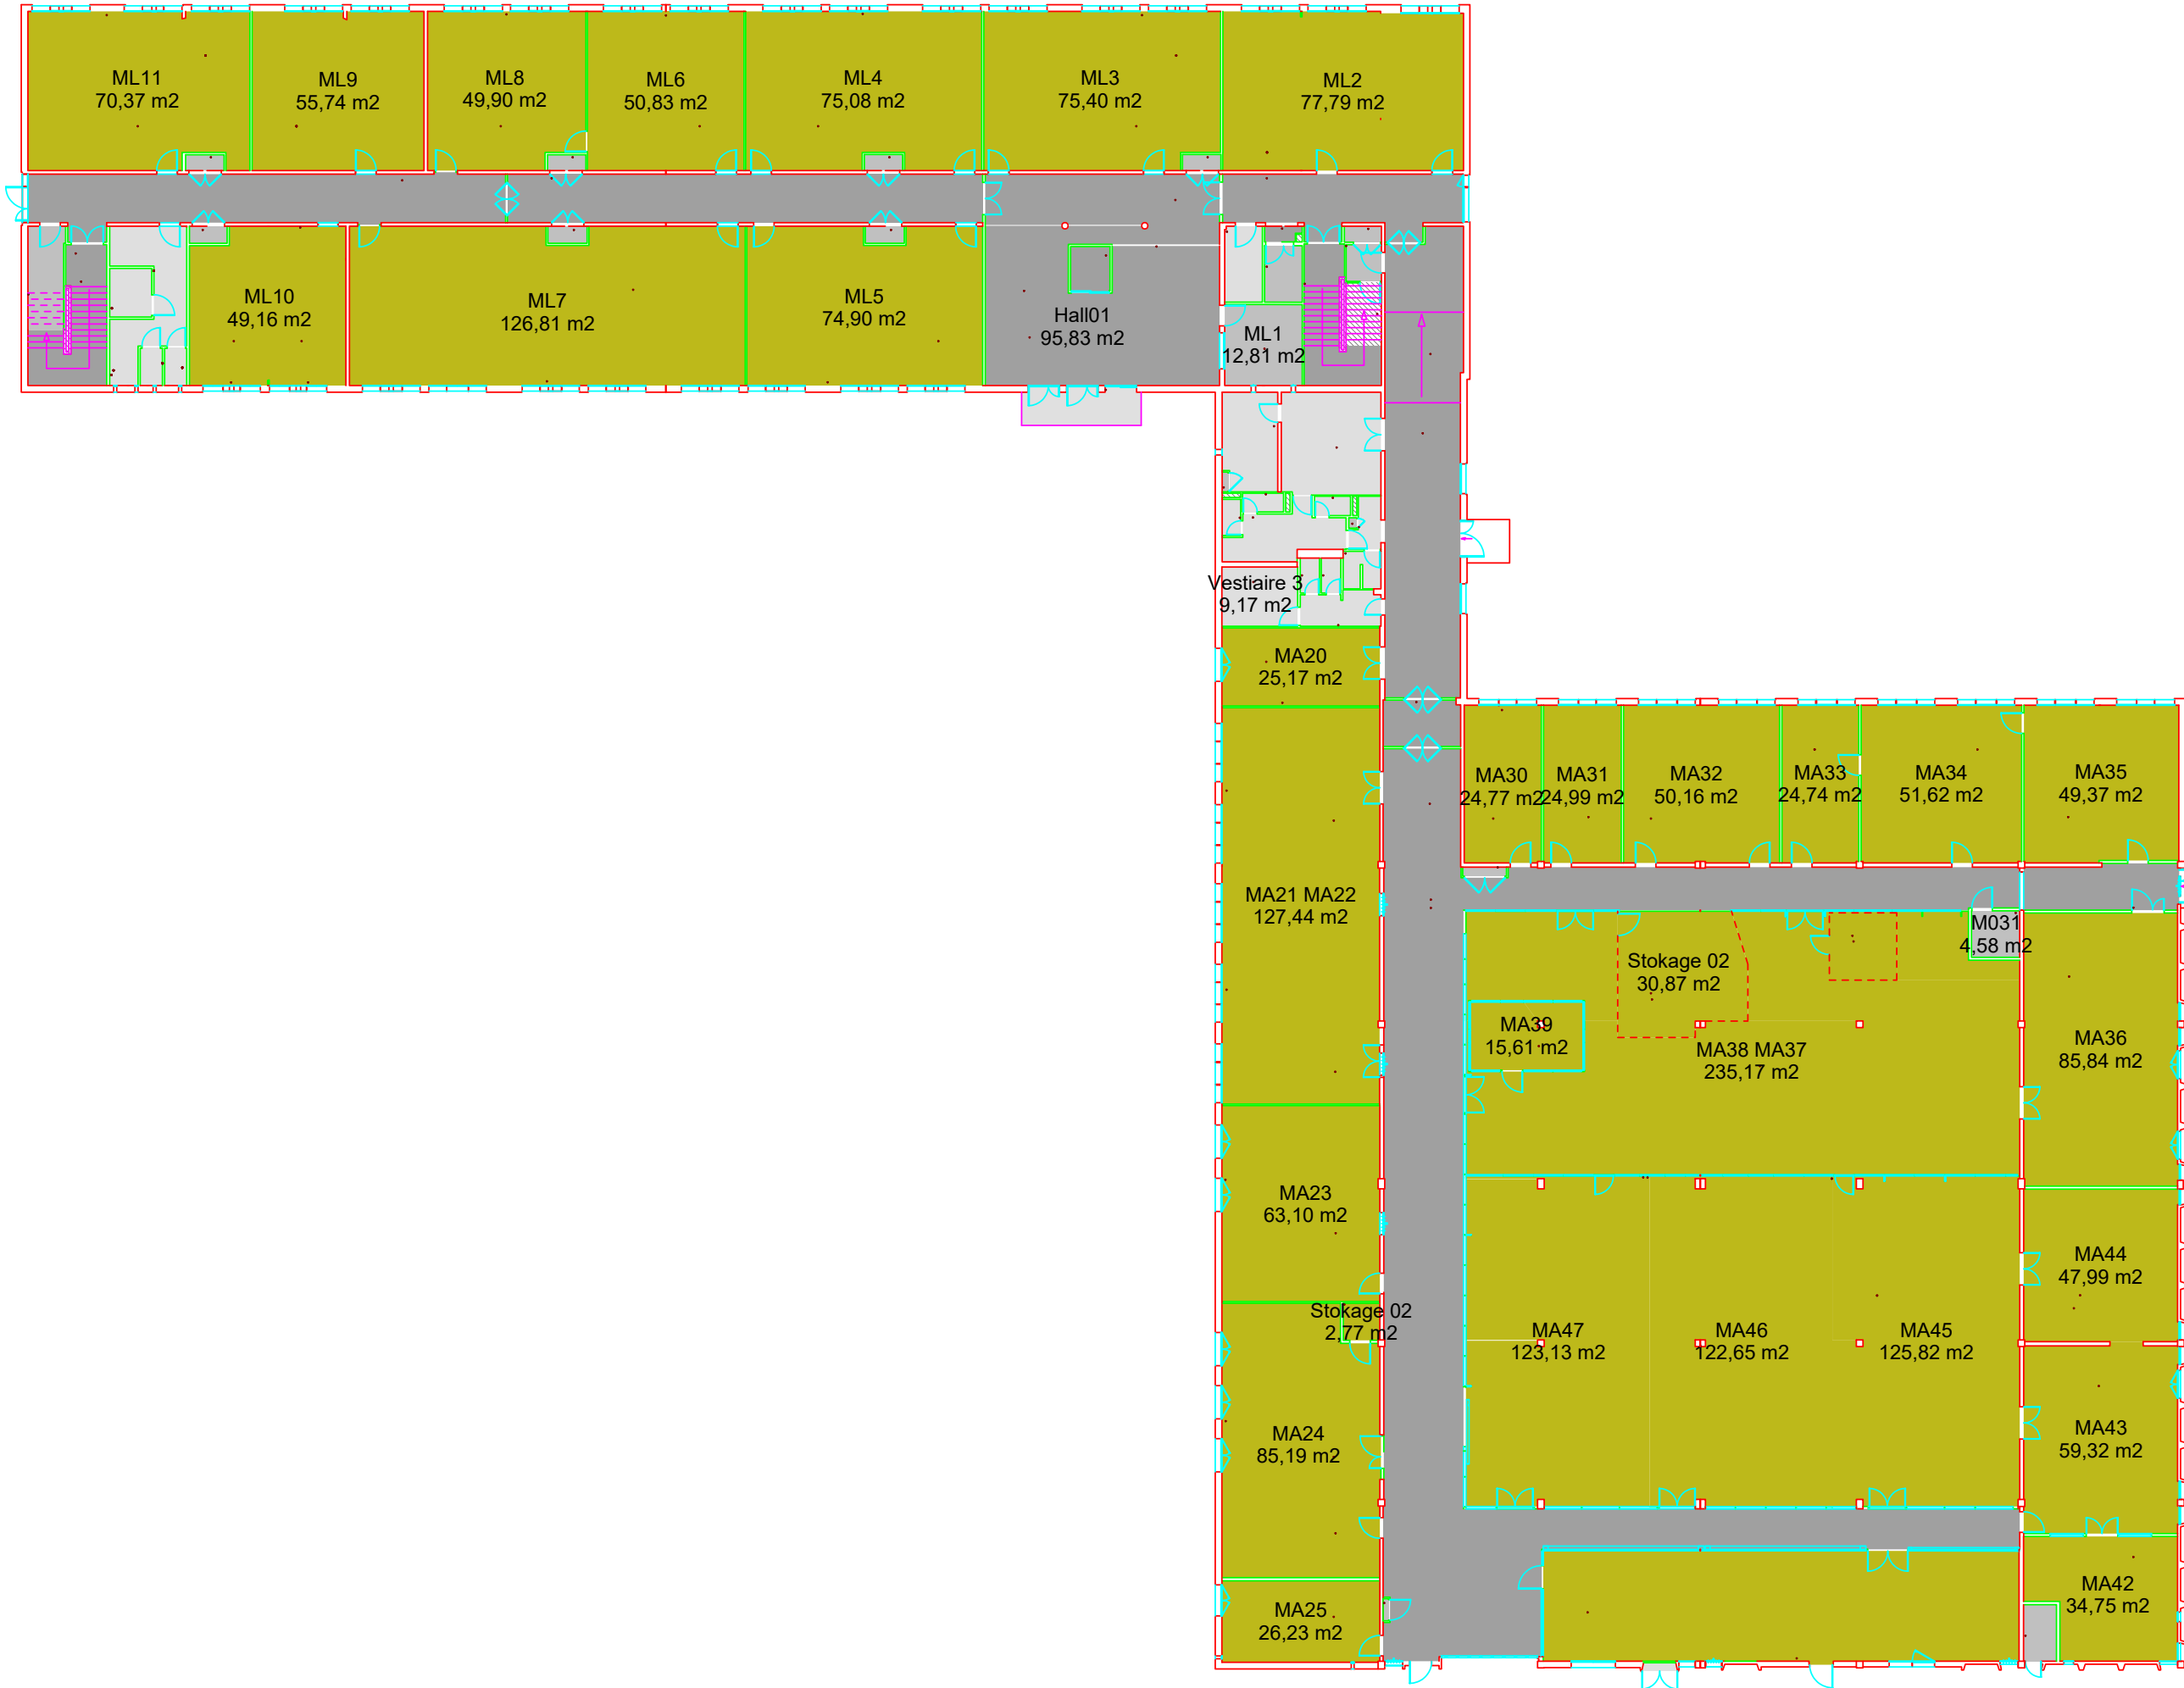 ML11
70,37 m2
ML9
55,74 m2
ML8
49,90 m2
ML6
50,83 m2
ML4
75,08 m2
ML3
75,40 m2
ML2
77,79 m2
ML10
49,16 m2
ML7
126,81 m2
ML5
74,90 m2
Hall01
95,83 m2
ML1
12,81 m2
Vestiaire 3
9,17 m2
MA20
25,17 m2
MA30
24,77 m2
MA31
24,99 m2
MA32
50,16 m2
MA33
24,74 m2
MA34
51,62 m2
MA35
49,37 m2
MA21 MA22
127,44 m2
M031
4,58 m2
Stokage 02
30,87 m2
MA39
15,61 m2
MA38 MA37
235,17 m2
MA36
85,84 m2
MA23
63,10 m2
MA44
47,99 m2
Stokage 02
2,77 m2
MA47
123,13 m2
MA46
122,65 m2
MA45
125,82 m2
MA24
85,19 m2
MA43
59,32 m2
MA25
26,23 m2
MA42
34,75 m2